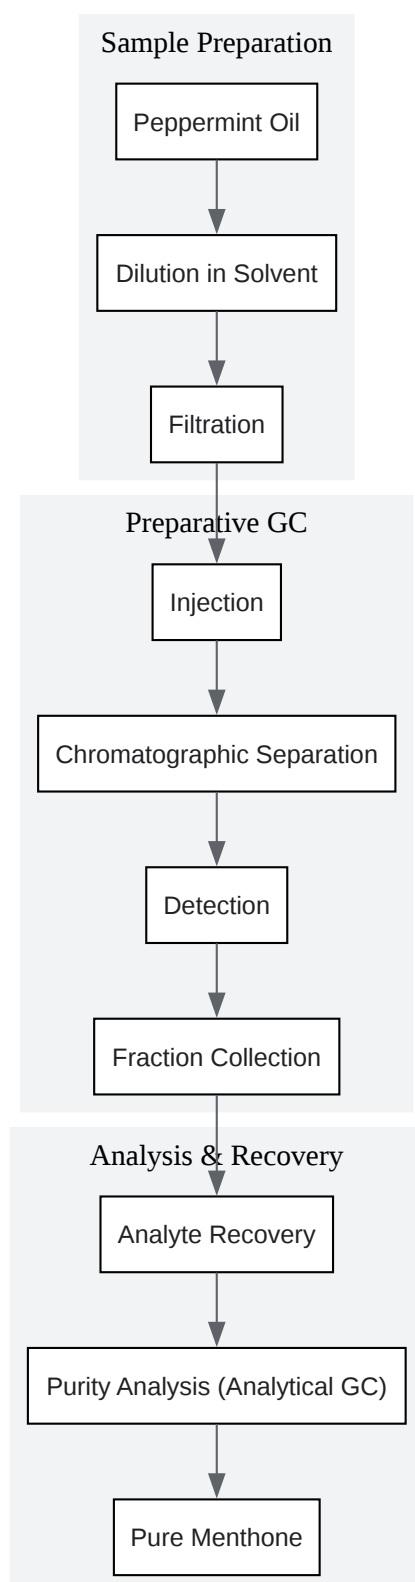 Sample Preparation
Peppermint Oil
Dilution in Solvent
Filtration
Preparative GC
Injection
Chromatographic Separation
Detection
Fraction Collection
Analysis & Recovery
Analyte Recovery
Purity Analysis (Analytical GC)
Pure Menthone